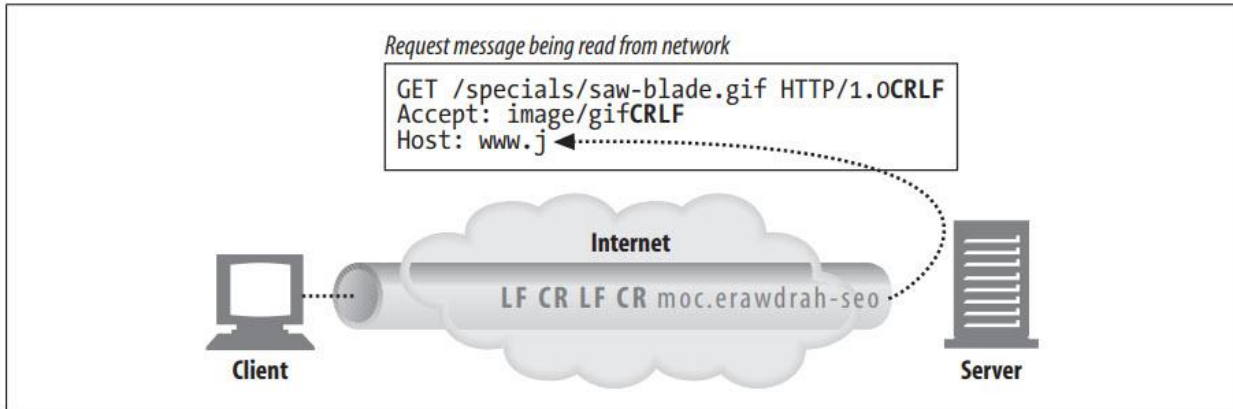 Request message being read from network
GET /specials/saw-blade.gif HTTP/1.0CRLF
Accept: image/gifCRLF
Host: www.j
Internet
LF CR LF CR moc.erawdrah-seo
Client
Server